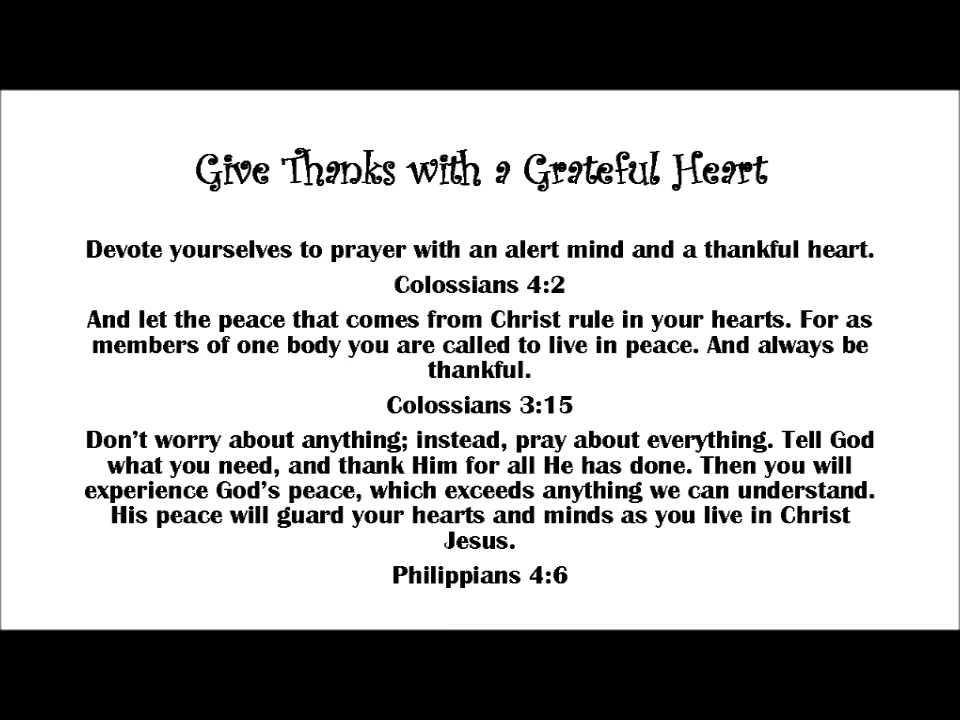 Give Thanks with a Grateful Heart
Devote yourselves to prayer with an alert mind and a thankful heart.
Colossians 4:2
And let the peace that comes from Christ rule in your hearts. For as
members of one body you are called to live in peace. And always be
thankful.
Colossians 3:15
Don’t worry about anything; instead, pray about everything. Tell God
what you need, and thank Him for all He has done. Then you will
experience God’s peace, which exceeds anything we can understand.
His peace will guard your hearts and minds as you live in Christ
Jesus.
Philippians 4:6